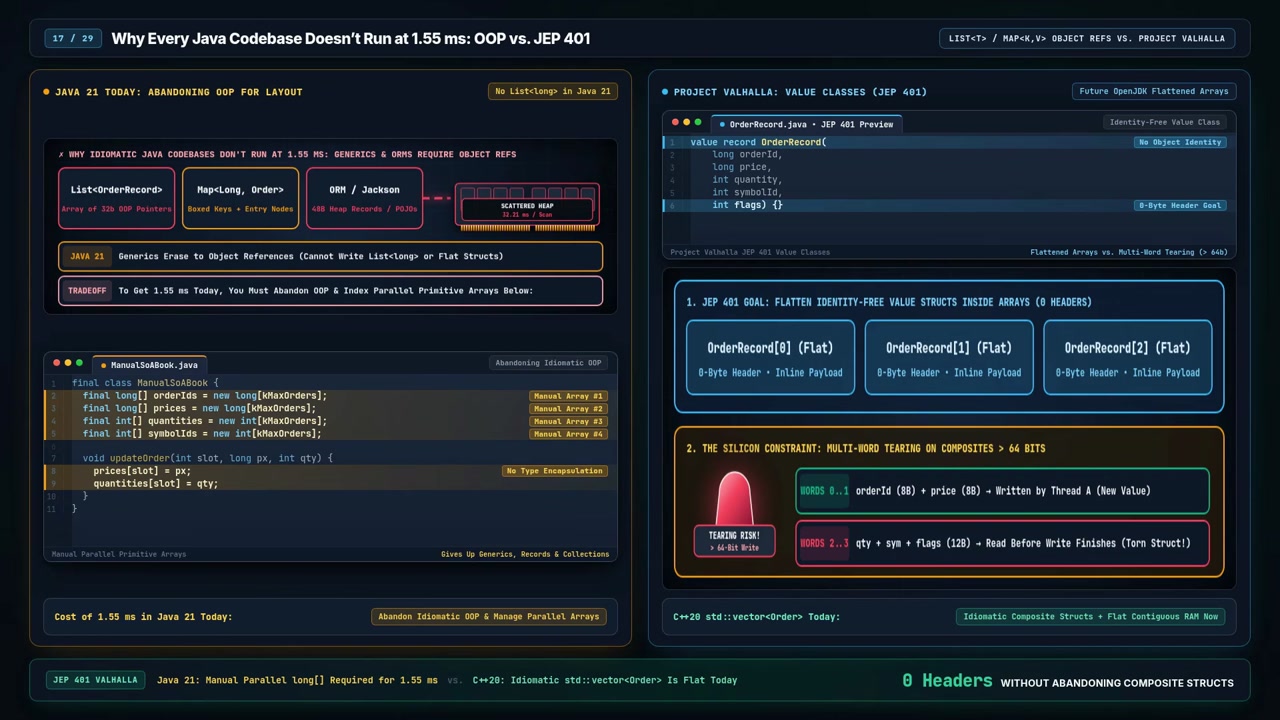 17 / 29
Why Every Java Codebase Doesn't Run at 1.55 ms: OOP vs. JEP 401
LIST<T> / MAP<K,V> OBJECT REFS VS. PROJECT VALHALLA
JAVA 21 TODAY: ABANDONING OOP FOR LAYOUT
No List<long> in Java 21
✗ WHY IDIOMATIC JAVA CODEBASES DON'T RUN AT 1.55 MS: GENERICS & ORMS REQUIRE OBJECT REFS
List<OrderRecord>
Array of 32b OOP Pointers
Map<Long, Order>
Boxed Keys + Entry Nodes
ORM / Jackson
48B Heap Records / POJOs
SCATTERED HEAP
32.21 ms / Scan
JAVA 21
Generics Erase to Object References (Cannot Write List<long> or Flat Structs)
TRADEOFF
To Get 1.55 ms Today, You Must Abandon OOP & Index Parallel Primitive Arrays Below:
ManualSoABook.java
Abandoning Idiomatic OOP
1 final class ManualSoABook {
2 final long[] orderIds = new long[kMaxOrders];
Manual Array #1
3 final long[] prices = new long[kMaxOrders];
Manual Array #2
4 final int[] quantities = new int[kMaxOrders];
Manual Array #3
5 final int[] symbolIds = new int[kMaxOrders];
Manual Array #4
6
7 void updateOrder(int slot, long px, int qty) {
8 prices[slot] = px;
No Type Encapsulation
9 quantities[slot] = qty;
10 }
11 }
Manual Parallel Primitive Arrays
Gives Up Generics, Records & Collections
Cost of 1.55 ms in Java 21 Today:
Abandon Idiomatic OOP & Manage Parallel Arrays
PROJECT VALHALLA: VALUE CLASSES (JEP 401)
Future OpenJDK Flattened Arrays
OrderRecord.java • JEP 401 Preview
Identity-Free Value Class
1 value record OrderRecord(
No Object Identity
2 long orderId,
3 long price,
4 int quantity,
5 int symbolId,
6 int flags) {}
0-Byte Header Goal
Project Valhalla JEP 401 Value Classes
Flattened Arrays vs. Multi-Word Tearing (> 64b)
1. JEP 401 GOAL: FLATTEN IDENTITY-FREE VALUE STRUCTS INSIDE ARRAYS (0 HEADERS)
OrderRecord[0] (Flat)
0-Byte Header • Inline Payload
OrderRecord[1] (Flat)
0-Byte Header • Inline Payload
OrderRecord[2] (Flat)
0-Byte Header • Inline Payload
2. THE SILICON CONSTRAINT: MULTI-WORD TEARING ON COMPOSITES > 64 BITS
TEARING RISK!
> 64-Bit Write
WORDS 0..1
orderId (8B) + price (8B) → Written by Thread A (New Value)
WORDS 2..3
qty + sym + flags (12B) → Read Before Write Finishes (Torn Struct!)
C++20 std::vector<Order> Today:
Idiomatic Composite Structs + Flat Contiguous RAM Now
JEP 401 VALHALLA
Java 21: Manual Parallel long[] Required for 1.55 ms vs. C++20: Idiomatic std::vector<Order> Is Flat Today
0 Headers WITHOUT ABANDONING COMPOSITE STRUCTS